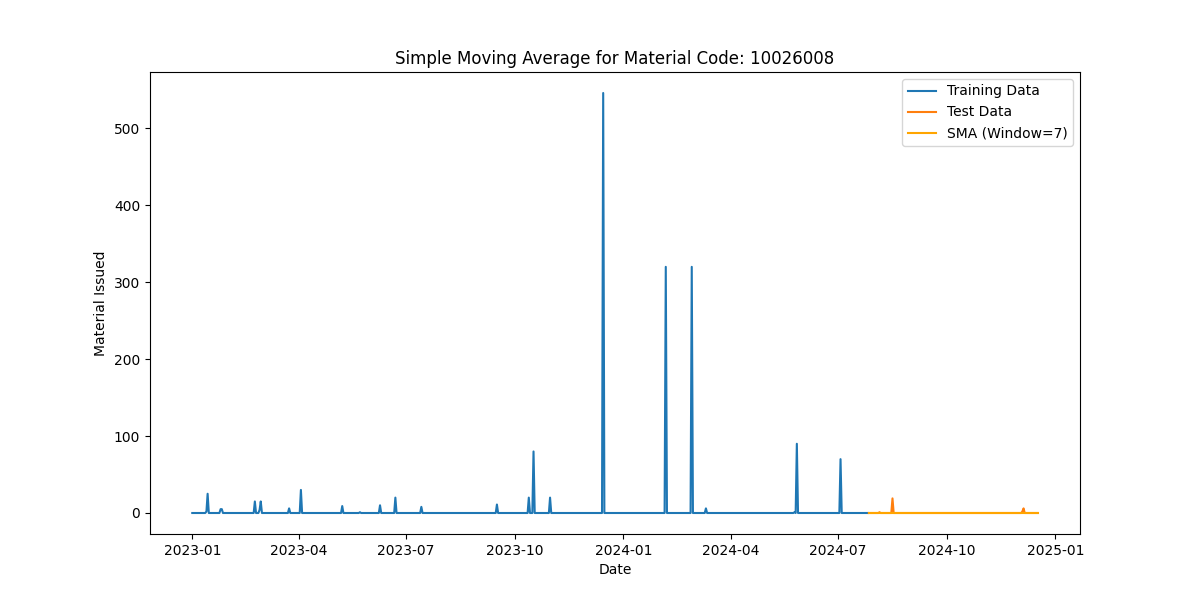 Simple Moving Average for Material Code: 10026008
Training Data
Test Data
SMA (Window=7)
Material Issued
500
400
300
200
100
0
2023-01 2023-04 2023-07 2023-10 2024-01 2024-04 2024-07 2024-10 2025-01
Date